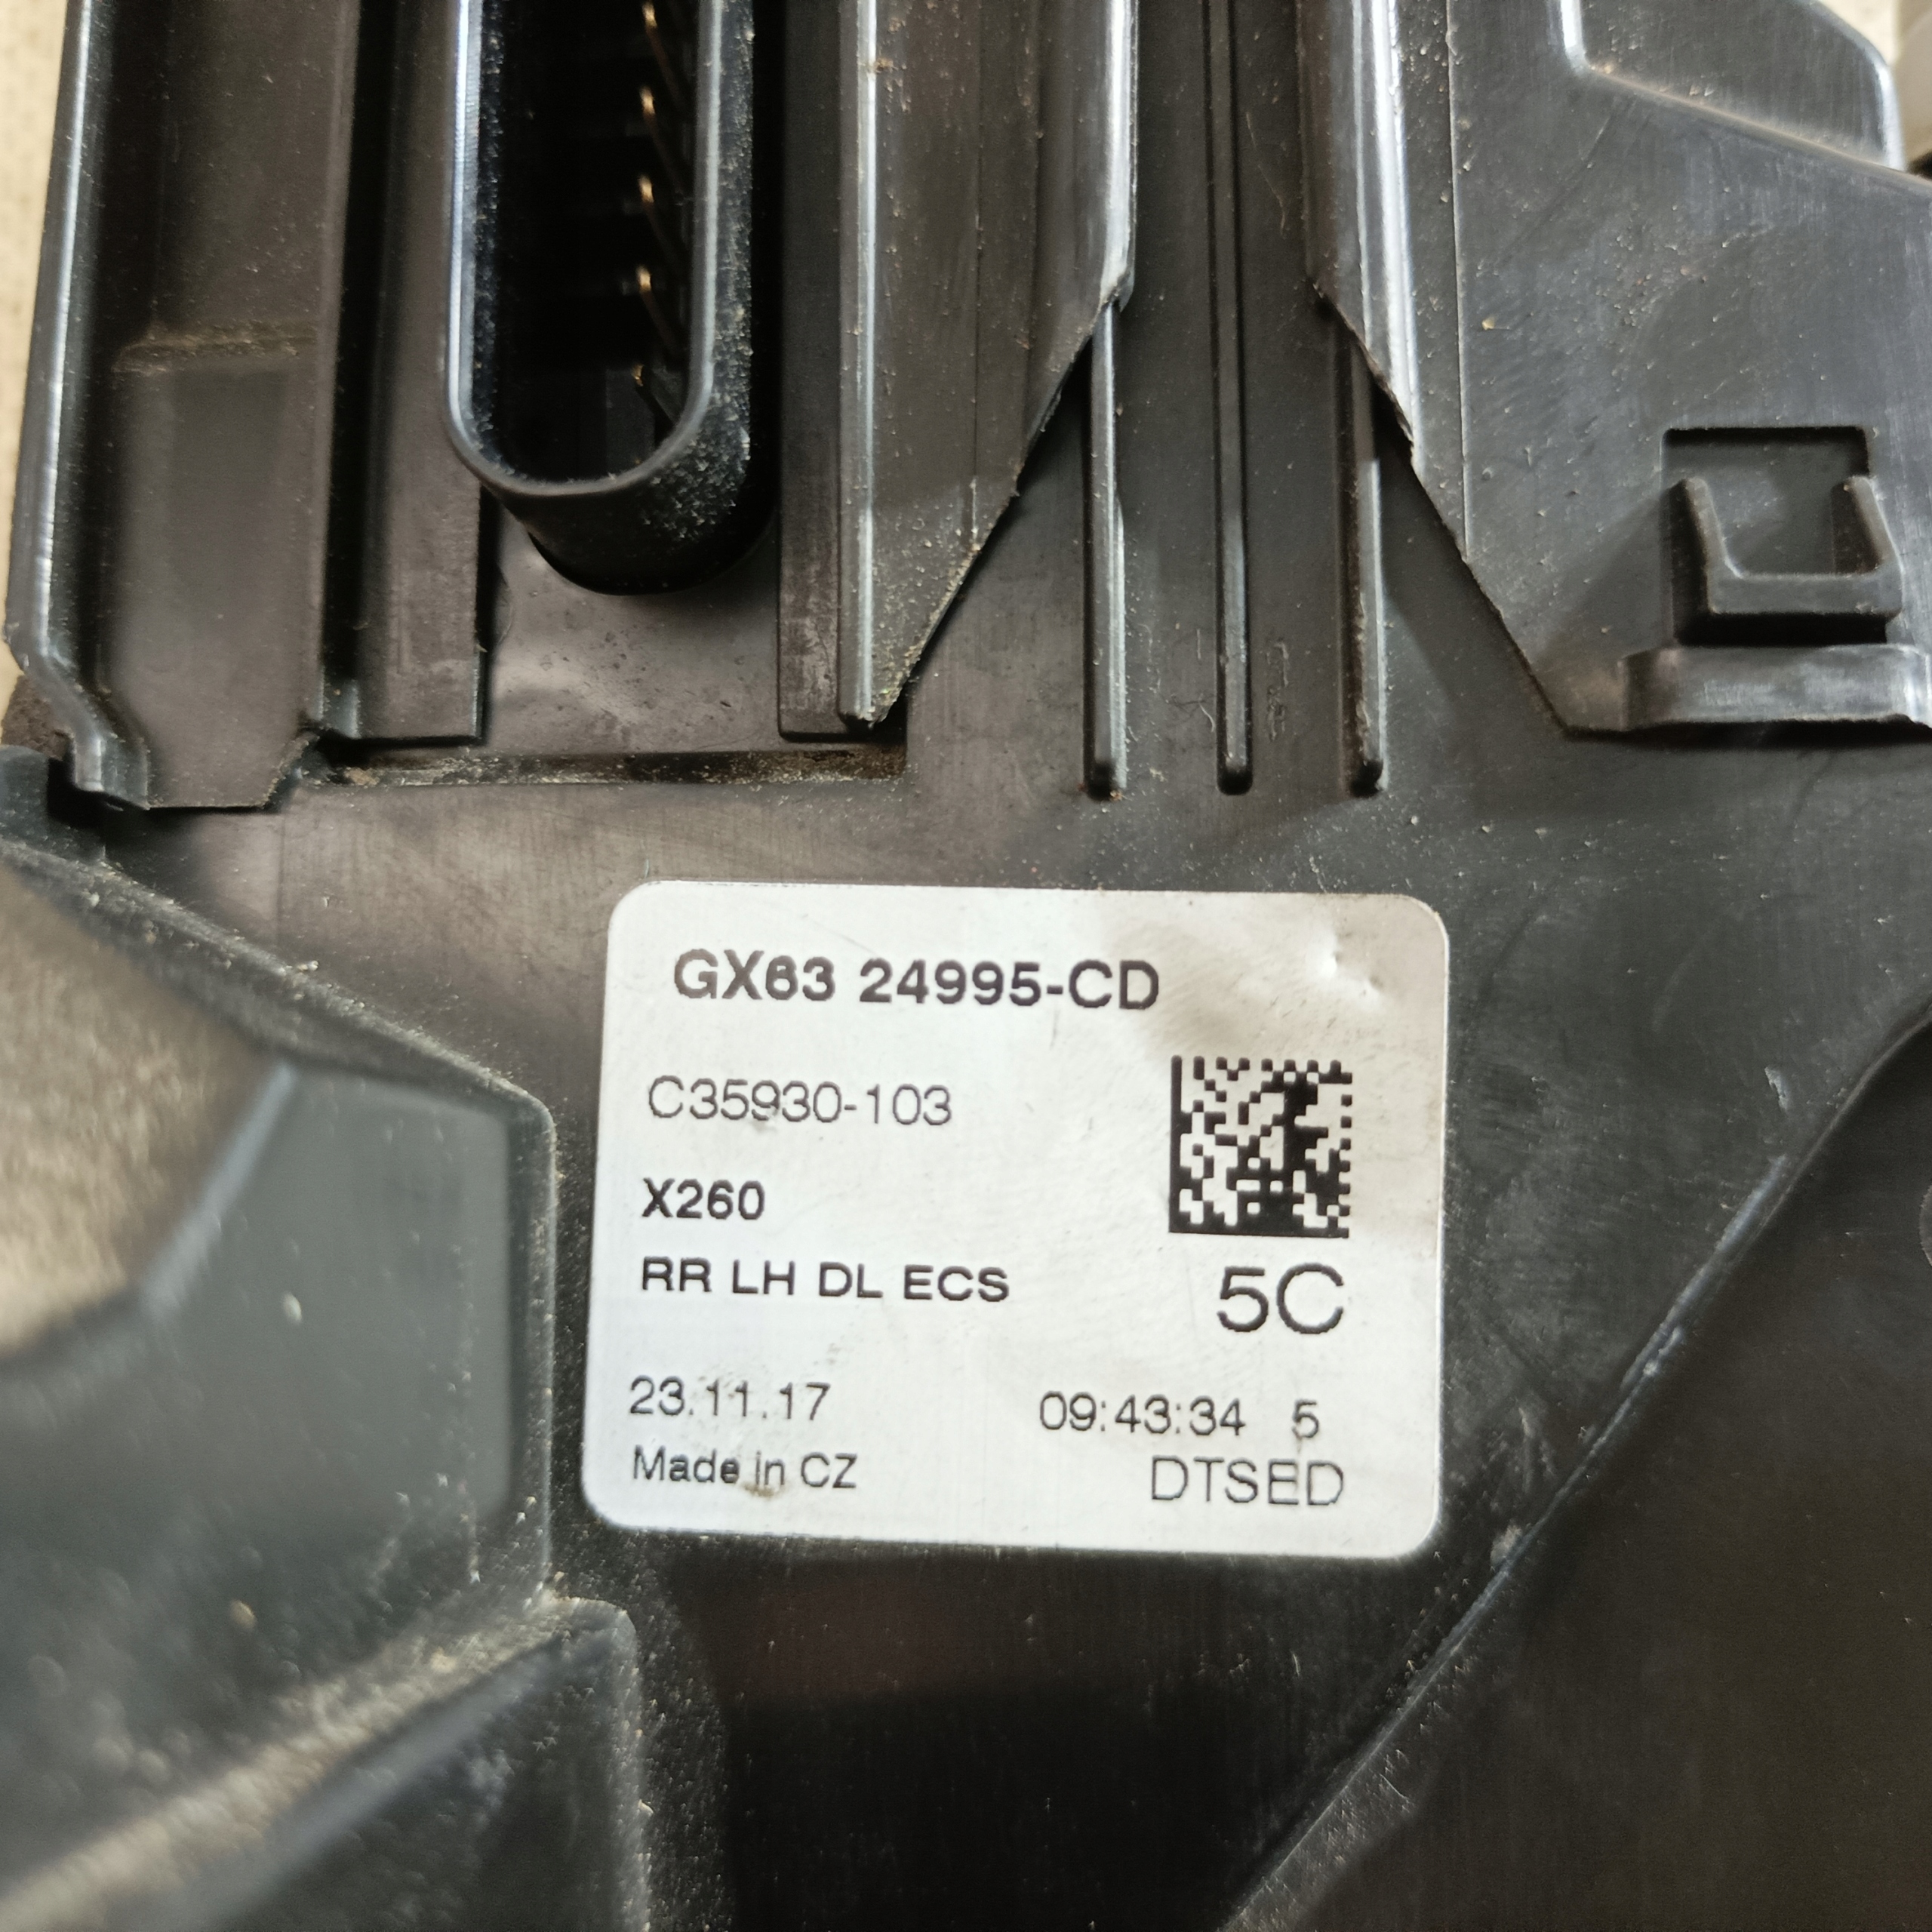 GX63 24995-CD
C35930-103
X260
RR LH DL ECS
5C
23.11.17 09:43:34 5
Made in CZ DTSED